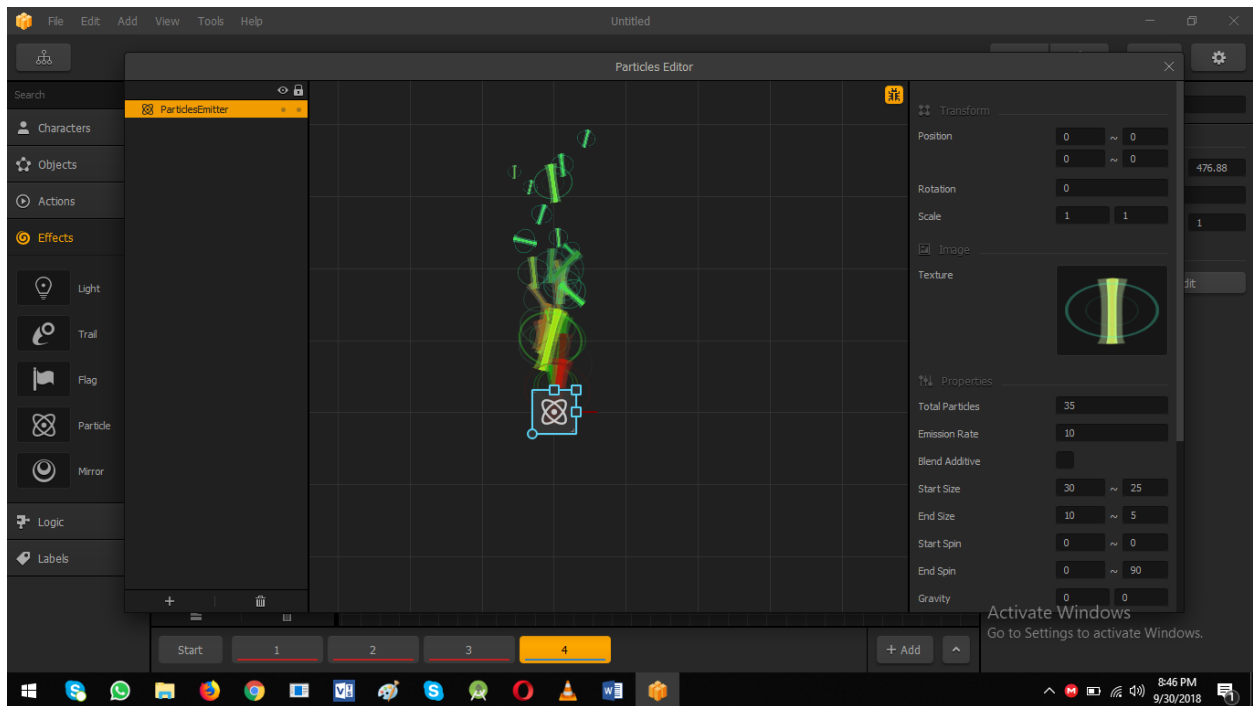 File Edit Add View Tools Help Untitled
Particles Editor
Search
ParticlesEmitter
Characters
Objects
Actions
Effects
Light
Trail
Flag
Particle
Mirror
Logic
Labels
Transform
Position 0 ~ 0
0 ~ 0
Rotation 0
Scale 1 1
Image
Texture
Properties
Total Particles 35
Emission Rate 10
Blend Additive
Start Size 30 ~ 25
End Size 10 ~ 5
Start Spin 0 ~ 0
End Spin 0 ~ 90
Gravity 0 0
476.88
1
Activate Windows
Go to Settings to activate Windows.
Start 1 2 3 4 + Add
8:46 PM
9/30/2018